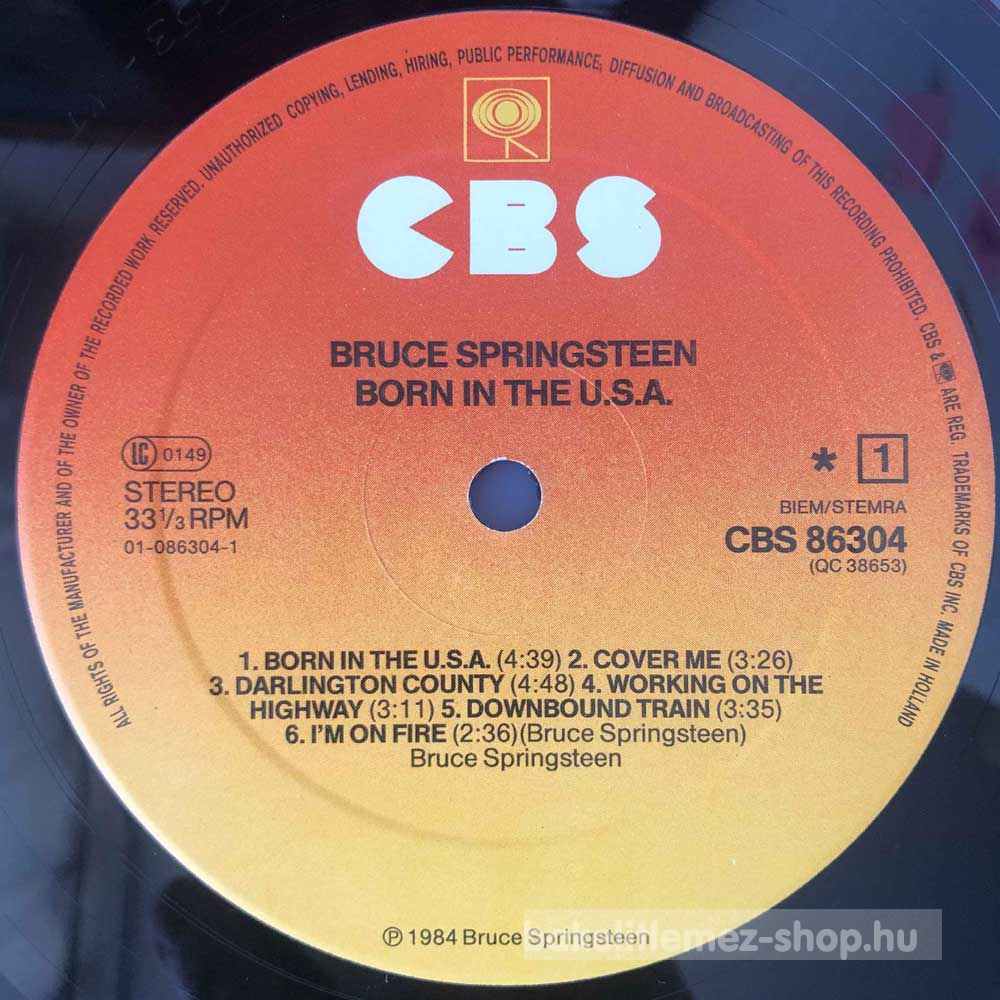 ALL RIGHTS OF THE MANUFACTURER AND OF THE OWNER OF THE RECORDED WORK RESERVED. UNAUTHORIZED COPYING, LENDING, HIRING, PUBLIC PERFORMANCE, DIFFUSION AND BROADCASTING OF THIS RECORDING PROHIBITED. CBS & ARE REG. TRADEMARKS OF CBS INC. MADE IN HOLLAND
CBS
BRUCE SPRINGSTEEN
BORN IN THE U.S.A.
LC 0149
STEREO
33 1/3 RPM
01-086304-1
* 1
BIEM/STEMRA
CBS 86304
(QC 38653)
1. BORN IN THE U.S.A. (4:39) 2. COVER ME (3:26)
3. DARLINGTON COUNTY (4:48) 4. WORKING ON THE
HIGHWAY (3:11) 5. DOWNBOUND TRAIN (3:35)
6. I'M ON FIRE (2:36)(Bruce Springsteen)
Bruce Springsteen
℗ 1984 Bruce Springsteen
-shop.hu